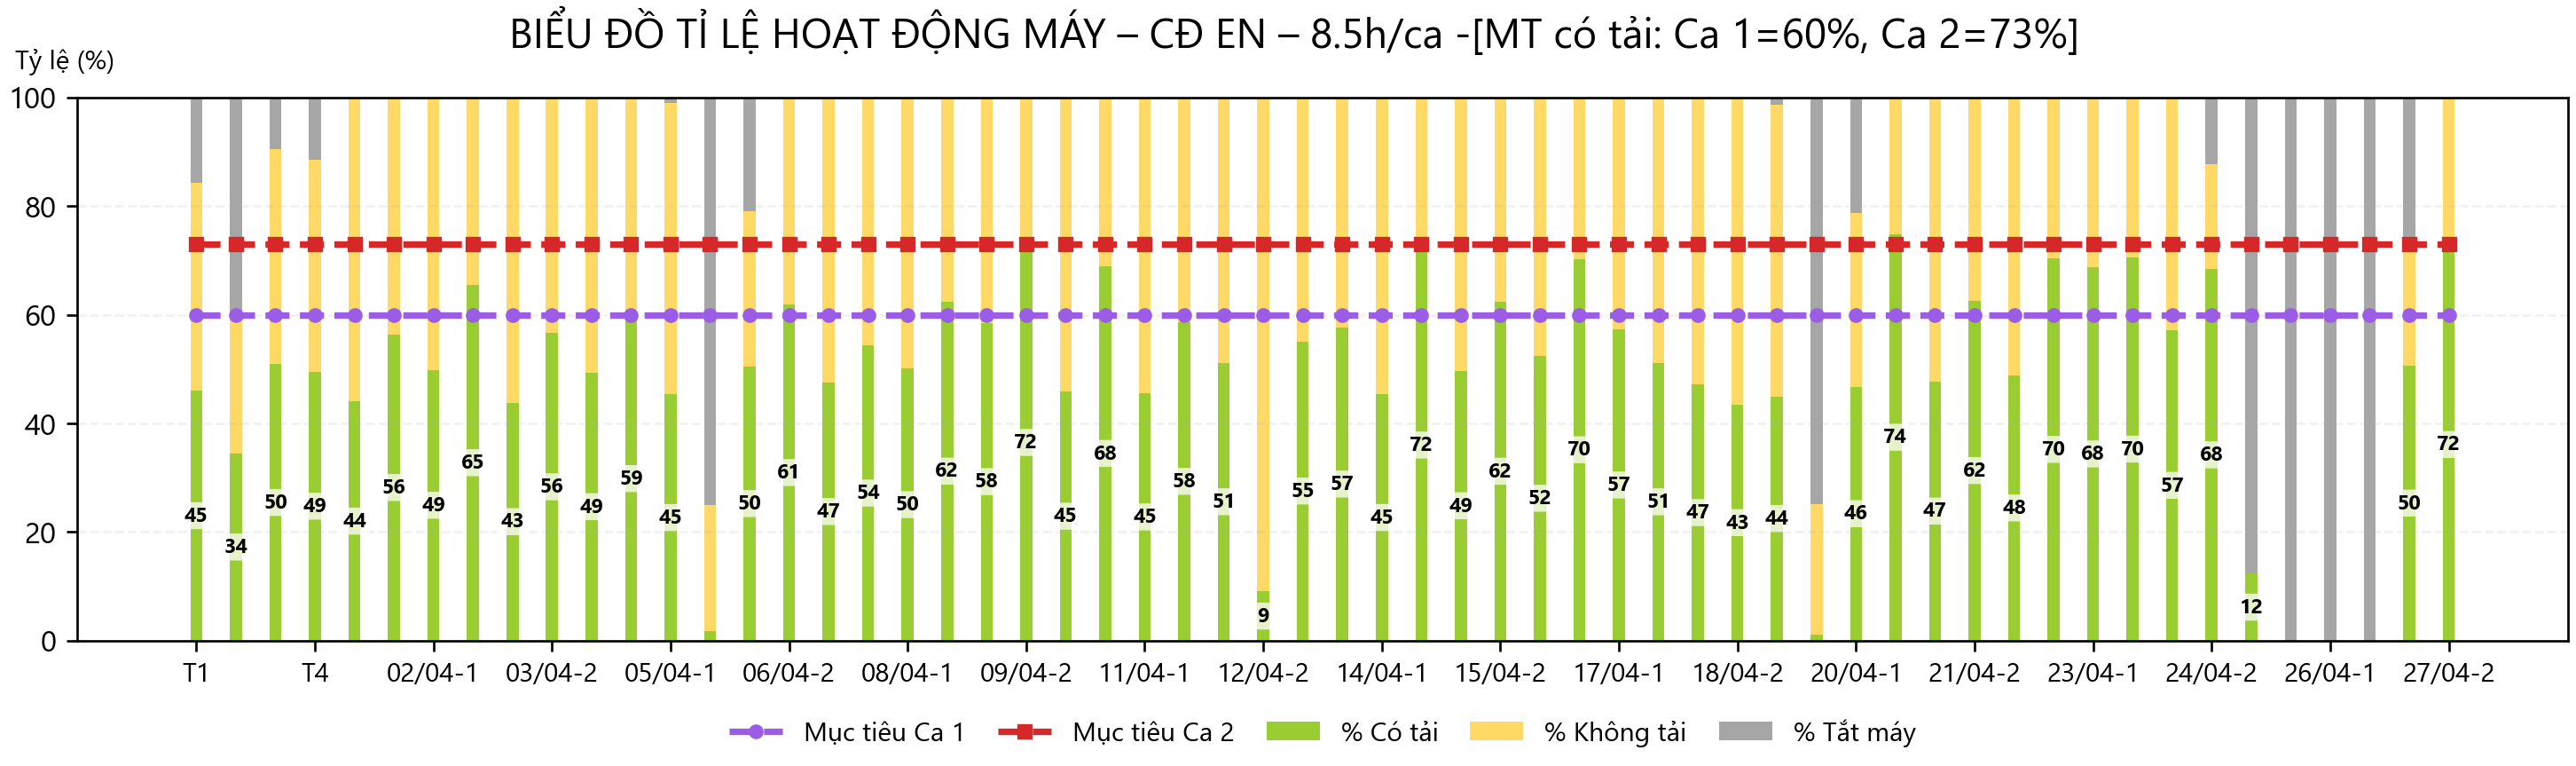 BIỂU ĐỒ TỈ LỆ HOẠT ĐỘNG MÁY – CĐ EN – 8.5h/ca -[MT có tải: Ca 1=60%, Ca 2=73%]
Tỷ lệ (%)
100
80
60
40
20
0
45 34 50 49 44 56 49 65 43 56 49 59 45 50 61 47 54 50 62 58 72 45 68 45 58 51 9 55 57 45 72 49 62 52 70 57 51 47 43 44 46 74 47 62 48 70 68 70 57 68 12 50 72
T1 T4 02/04-1 03/04-2 05/04-1 06/04-2 08/04-1 09/04-2 11/04-1 12/04-2 14/04-1 15/04-2 17/04-1 18/04-2 20/04-1 21/04-2 23/04-1 24/04-2 26/04-1 27/04-2
Mục tiêu Ca 1 Mục tiêu Ca 2 % Có tải % Không tải % Tắt máy